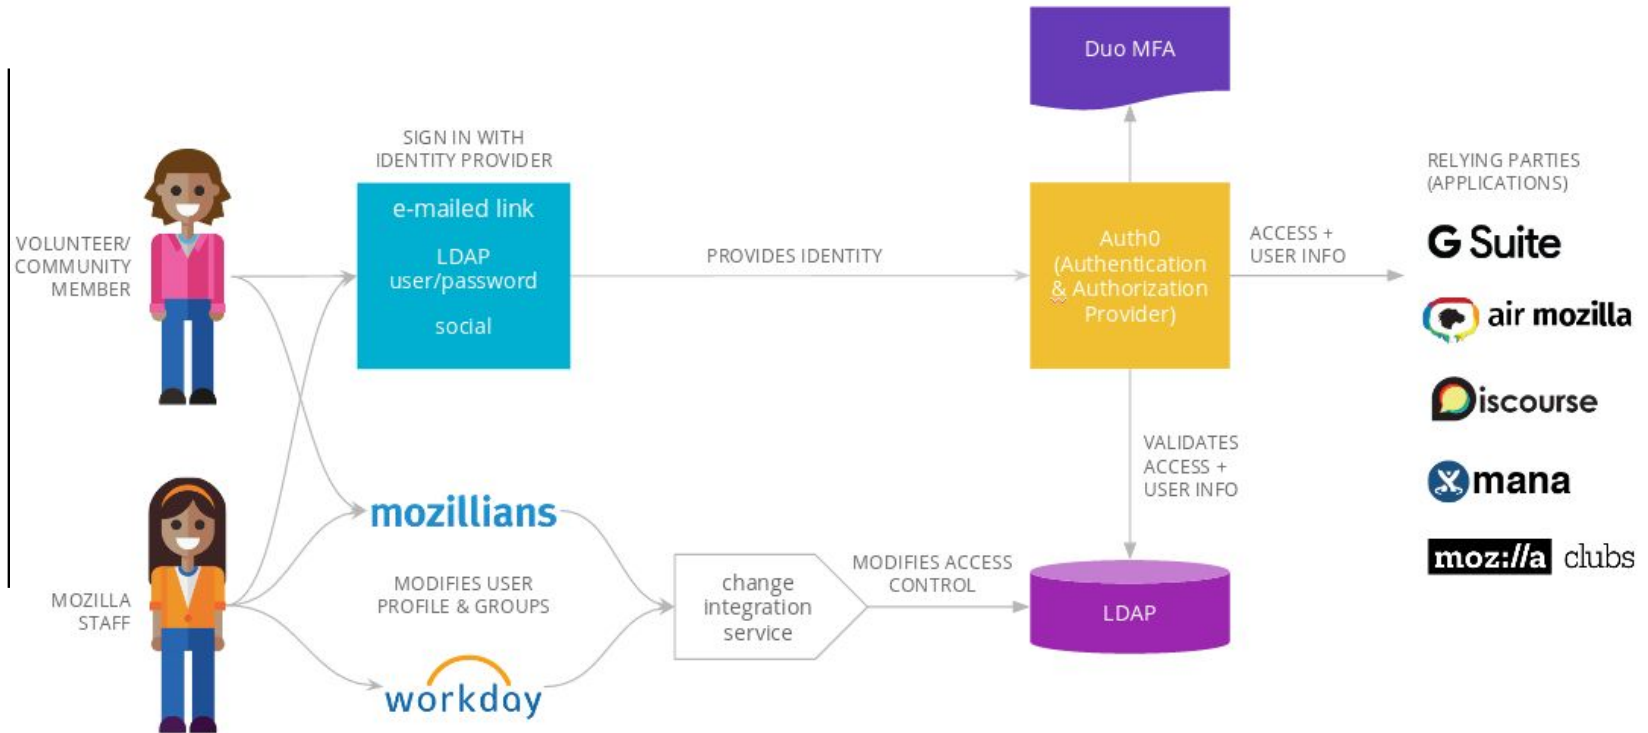 Duo MFA
SIGN IN WITH
IDENTITY PROVIDER
e-mailed link
LDAP
user/password
social
VOLUNTEER/
COMMUNITY
MEMBER
PROVIDES IDENTITY
Auth0
(Authentication
& Authorization
Provider)
ACCESS +
USER INFO
RELYING PARTIES
(APPLICATIONS)
G Suite
air mozilla
Discourse
mana
moz://a clubs
VALIDATES
ACCESS +
USER INFO
MOZILLA
STAFF
mozillians
MODIFIES USER
PROFILE & GROUPS
workday
change
integration
service
MODIFIES ACCESS
CONTROL
LDAP